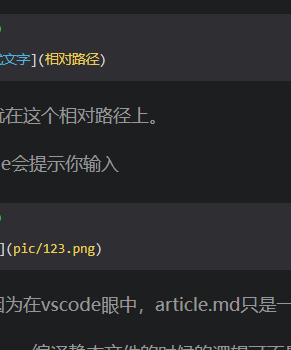 文字](相对路径)
就在这个相对路径上。
e会提示你输入
](pic/123.png)
因为在vscode眼中，article.md只是一